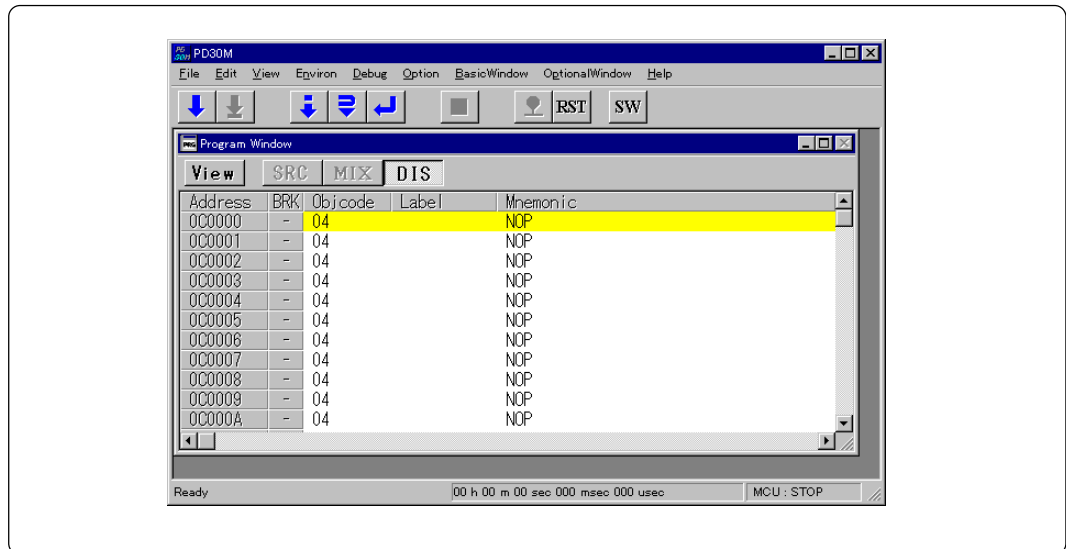 PD30M
File Edit View Environ Debug Option BasicWindow OptionalWindow Help
RST SW
Program Window
View SRC MIX DIS
Address BRK Objcode Label Mnemonic
0C0000 - 04 NOP
0C0001 - 04 NOP
0C0002 - 04 NOP
0C0003 - 04 NOP
0C0004 - 04 NOP
0C0005 - 04 NOP
0C0006 - 04 NOP
0C0007 - 04 NOP
0C0008 - 04 NOP
0C0009 - 04 NOP
0C000A - 04 NOP
Ready 00 h 00 m 00 sec 000 msec 000 usec MCU : STOP